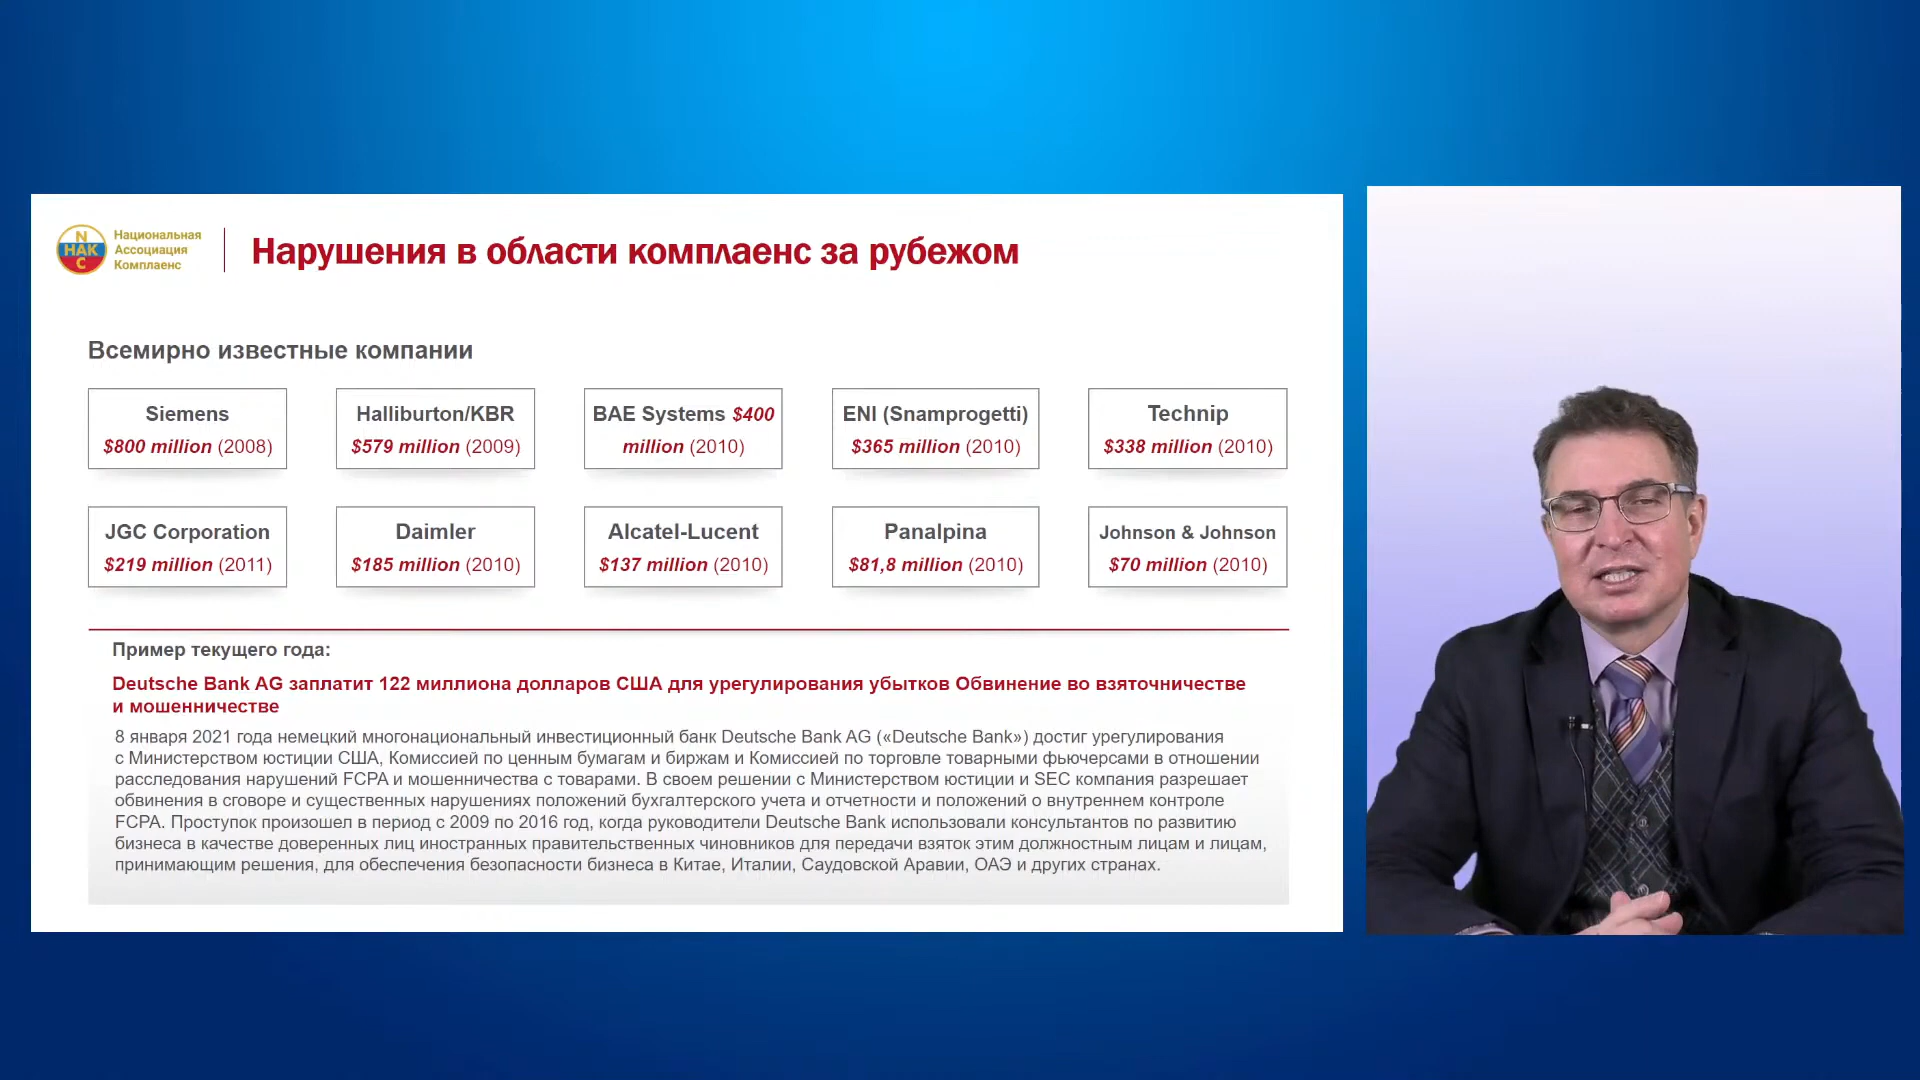 N
НАК
C
Национальная
Ассоциация
Комплаенс
Нарушения в области комплаенс за рубежом
Всемирно известные компании
Siemens
$800 million (2008)
Halliburton/KBR
$579 million (2009)
BAE Systems $400
million (2010)
ENI (Snamprogetti)
$365 million (2010)
Technip
$338 million (2010)
JGC Corporation
$219 million (2011)
Daimler
$185 million (2010)
Alcatel-Lucent
$137 million (2010)
Panalpina
$81,8 million (2010)
Johnson & Johnson
$70 million (2010)
Пример текущего года:
Deutsche Bank AG заплатит 122 миллиона долларов США для урегулирования убытков Обвинение во взяточничестве
и мошенничестве
8 января 2021 года немецкий многонациональный инвестиционный банк Deutsche Bank AG («Deutsche Bank») достиг урегулирования
с Министерством юстиции США, Комиссией по ценным бумагам и биржам и Комиссией по торговле товарными фьючерсами в отношении
расследования нарушений FCPA и мошенничества с товарами. В своем решении с Министерством юстиции и SEC компания разрешает
обвинения в сговоре и существенных нарушениях положений бухгалтерского учета и отчетности и положений о внутреннем контроле
FCPA. Проступок произошел в период с 2009 по 2016 год, когда руководители Deutsche Bank использовали консультантов по развитию
бизнеса в качестве доверенных лиц иностранных правительственных чиновников для передачи взяток этим должностным лицам и лицам,
принимающим решения, для обеспечения безопасности бизнеса в Китае, Италии, Саудовской Аравии, ОАЭ и других странах.